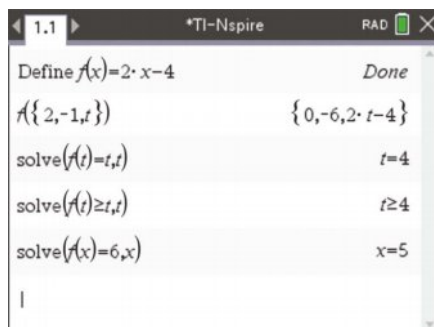 1.1 *TI-Nspire RAD
Define f(x)=2·x−4 Done
f({2,-1,t}) {0,-6,2·t−4}
solve(f(t)=t,t) t=4
solve(f(t)≥t,t) t≥4
solve(f(x)=6,x) x=5